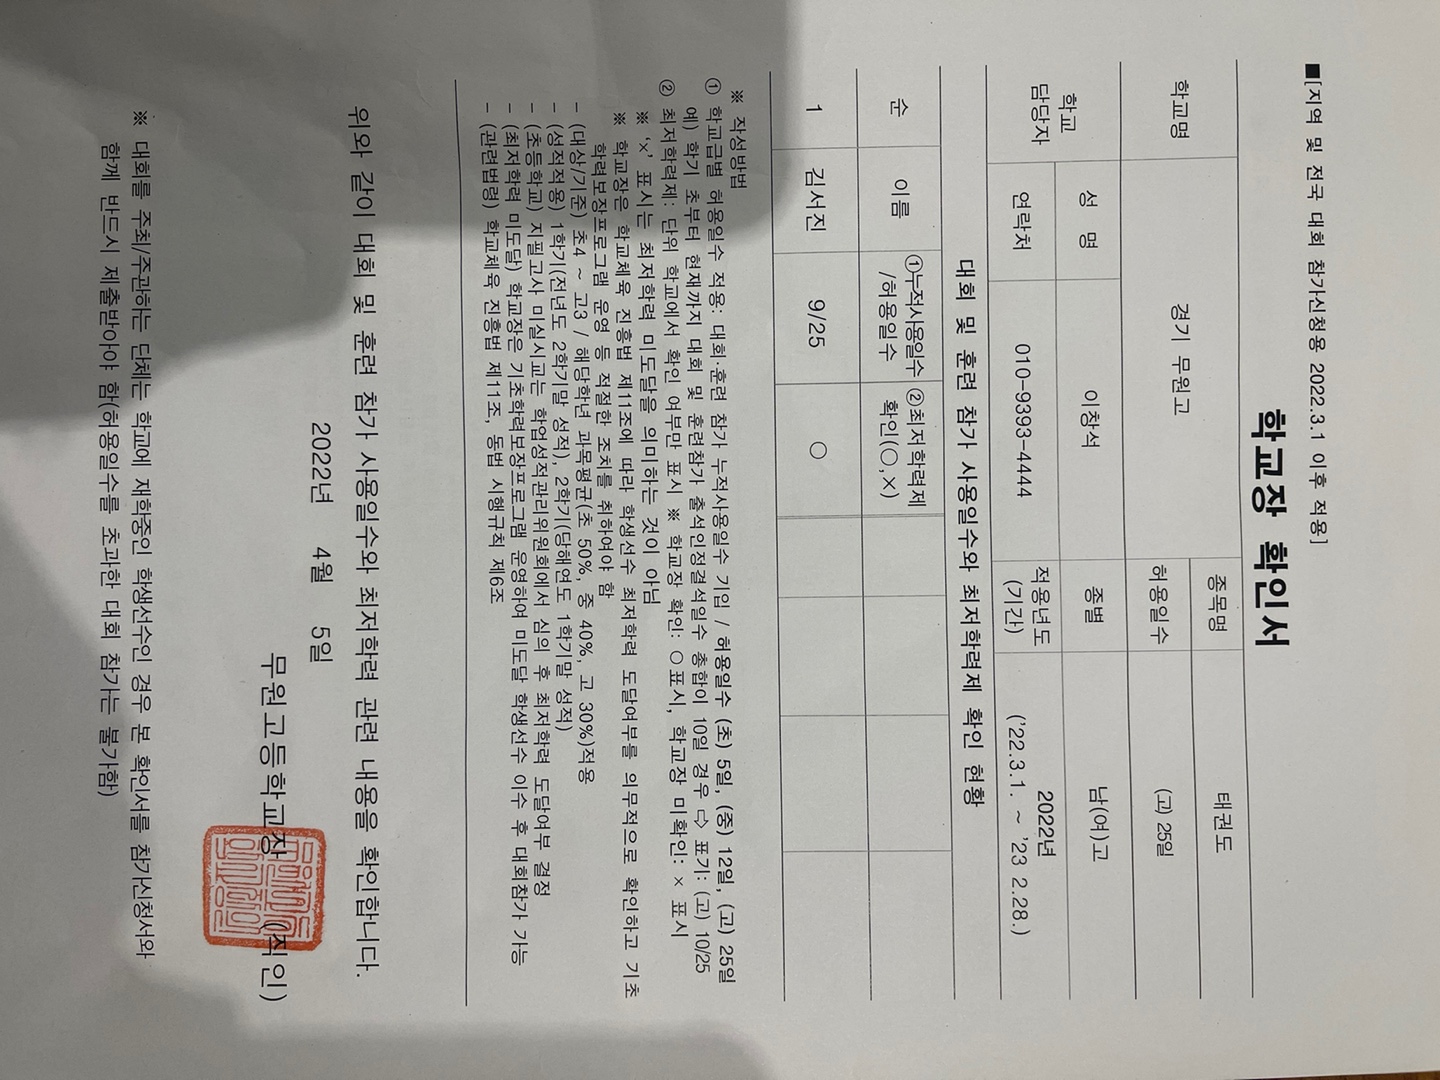 ■[지역 및 전국 대회 참가신청용 2022.3.1 이후 적용]
학교장 확인서
학교명 경기 무원고 종목명 태권도
허용일수 (고) 25일
학교 담당자 성 명 이창석 종별 남(여)고
연락처 010-9393-4444 적용년도 (기간) 2022년 ('22.3.1. ~ '23 2.28.)
대회 및 훈련 참가 사용일수와 최저학력제 확인 현황
순 이름 ①누적사용일수 /허용일수 ②최저학력제 확인(○,×)
1 김서진 9/25 ○
※ 작성방법
① 학교급별 허용일수 적용: 대회·훈련 참가 누적사용일수 기입 / 허용일수 (초) 5일, (중) 12일, (고) 25일
예) 학기 초부터 현재까지 대회 및 훈련참가 출석인정결석일수 총합이 10일 경우 ⇨ 표기: (고) 10/25
② 최저학력제: 단위 학교에서 확인 여부만 표시 ※ 학교장 확인: ○표시, 학교장 미확인: × 표시
※ '×' 표시는 최저학력 미도달을 의미하는 것이 아님
※ 학교장은 학교체육 진흥법 제11조에 따라 학생선수 최저학력 도달여부를 의무적으로 확인하고 기초
학력보장프로그램 운영 등 적절한 조치를 취하여야 함
- (대상/기준) 초4 ~ 고3 / 해당학년 과목평균(초 50%, 중 40%, 고 30%)적용
- (성적적용) 1학기(전년도 2학기말 성적), 2학기(당해연도 1학기말 성적)
- (초등학교) 지필고사 미실시교는 학업성적관리위원회에서 심의 후 최저학력 도달여부 결정
- (최저학력 미도달) 학교장은 기초학력보장프로그램 운영하여 미도달 학생선수 이수 후 대회참가 가능
- (관련법령) 학교체육 진흥법 제11조, 동법 시행규칙 제6조
위와 같이 대회 및 훈련 참가 사용일수와 최저학력 관련 내용을 확인합니다.
2022년 4월 5일
무원고등학교장 (직인)
※ 대회를 주최/주관하는 단체는 학교에 재학중인 학생선수인 경우 본 확인서를 참가신청서와
함께 반드시 제출받아야 함(허용일수를 초과한 대회 참가는 불가함)